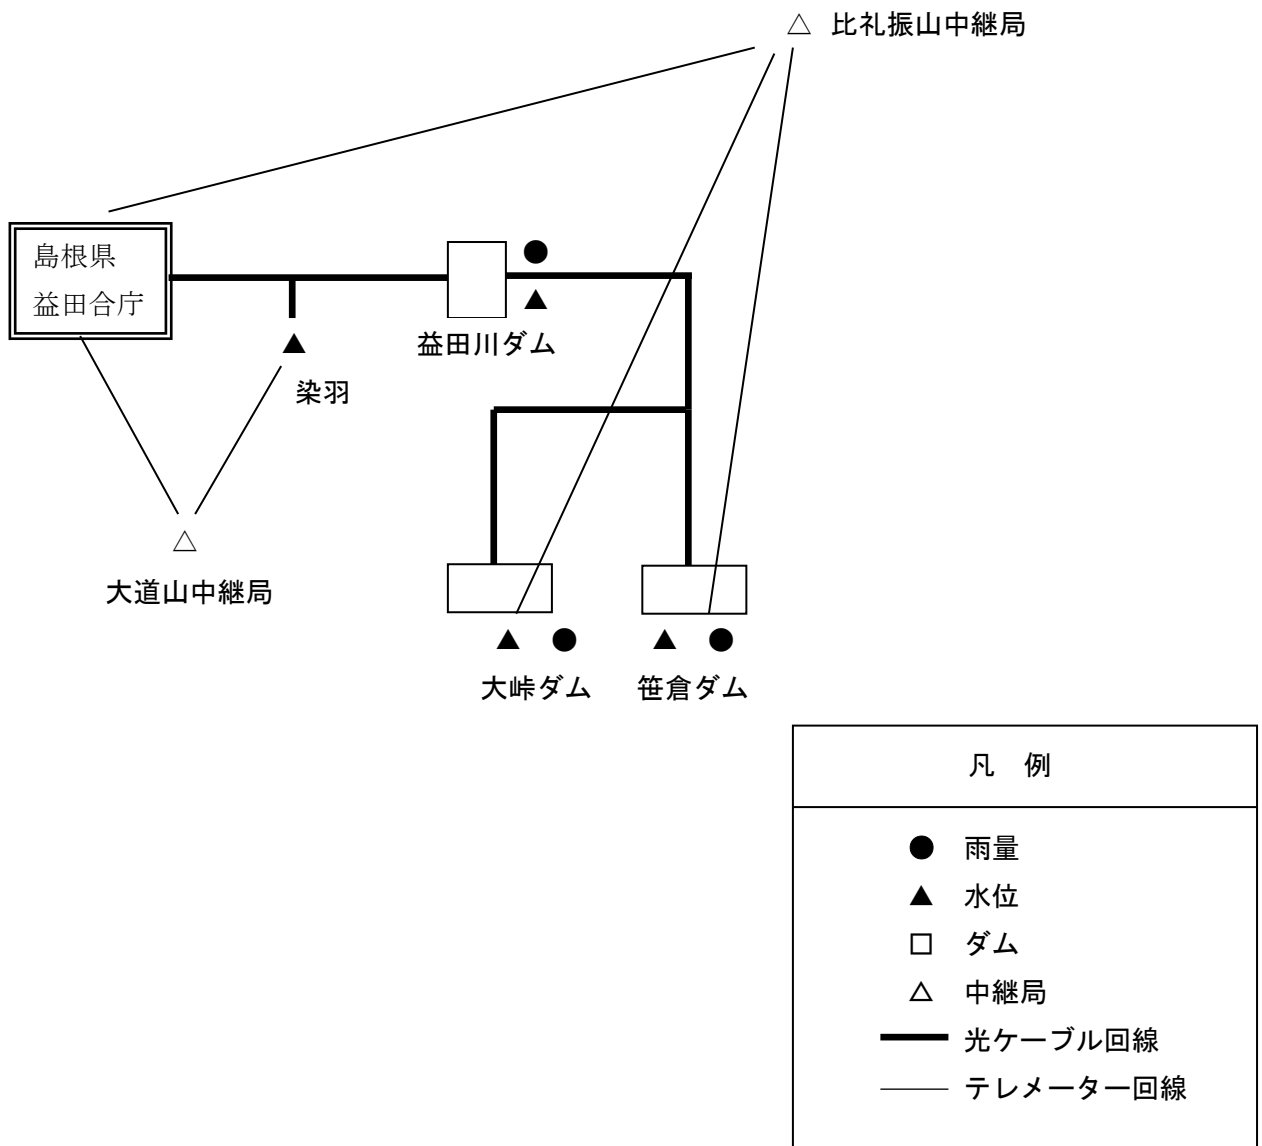 比礼振山中継局
島根県
益田合庁
益田川ダム
染羽
大道山中継局
大峠ダム
笹倉ダム
凡 例
雨量
水位
ダム
中継局
光ケーブル回線
テレメーター回線